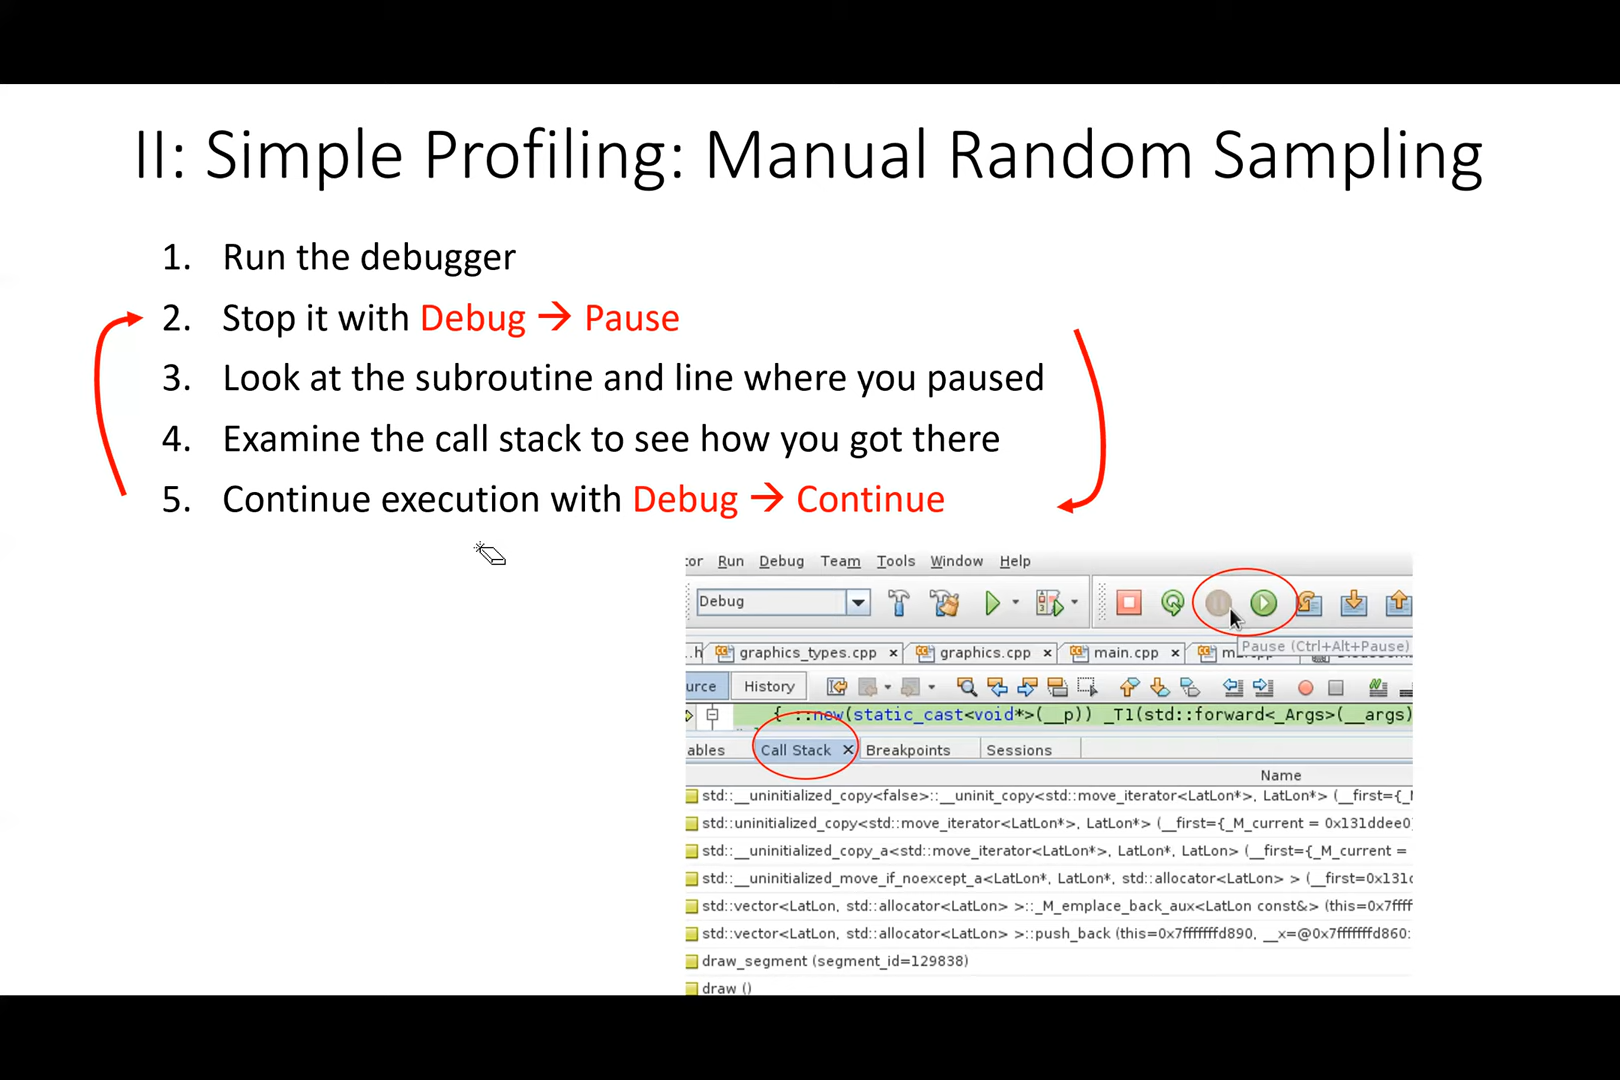 II: Simple Profiling: Manual Random Sampling
1. Run the debugger
2. Stop it with Debug → Pause
3. Look at the subroutine and line where you paused
4. Examine the call stack to see how you got there
5. Continue execution with Debug → Continue
tor Run Debug Team Tools Window Help
Debug
Pause (Ctrl+Alt+Pause)
..h graphics_types.cpp × graphics.cpp × main.cpp ×
urce History
{ ::new(static_cast<void*>(__p)) _T1(std::forward<_Args>(__args)
ables Call Stack × Breakpoints Sessions
Name
std::__uninitialized_copy<false>::__uninit_copy<std::move_iterator<LatLon*>, LatLon*> (__first={_
std::uninitialized_copy<std::move_iterator<LatLon*>, LatLon*> (__first={_M_current = 0x131ddee0
std::__uninitialized_copy_a<std::move_iterator<LatLon*>, LatLon*, LatLon> (__first={_M_current =
std::__uninitialized_move_if_noexcept_a<LatLon*, LatLon*, std::allocator<LatLon> > (__first=0x131
std::vector<LatLon, std::allocator<LatLon> >::_M_emplace_back_aux<LatLon const&> (this=0x7ffff
std::vector<LatLon, std::allocator<LatLon> >::push_back (this=0x7fffffffd890, __x=@0x7fffffffd860:
draw_segment (segment_id=129838)
draw ()